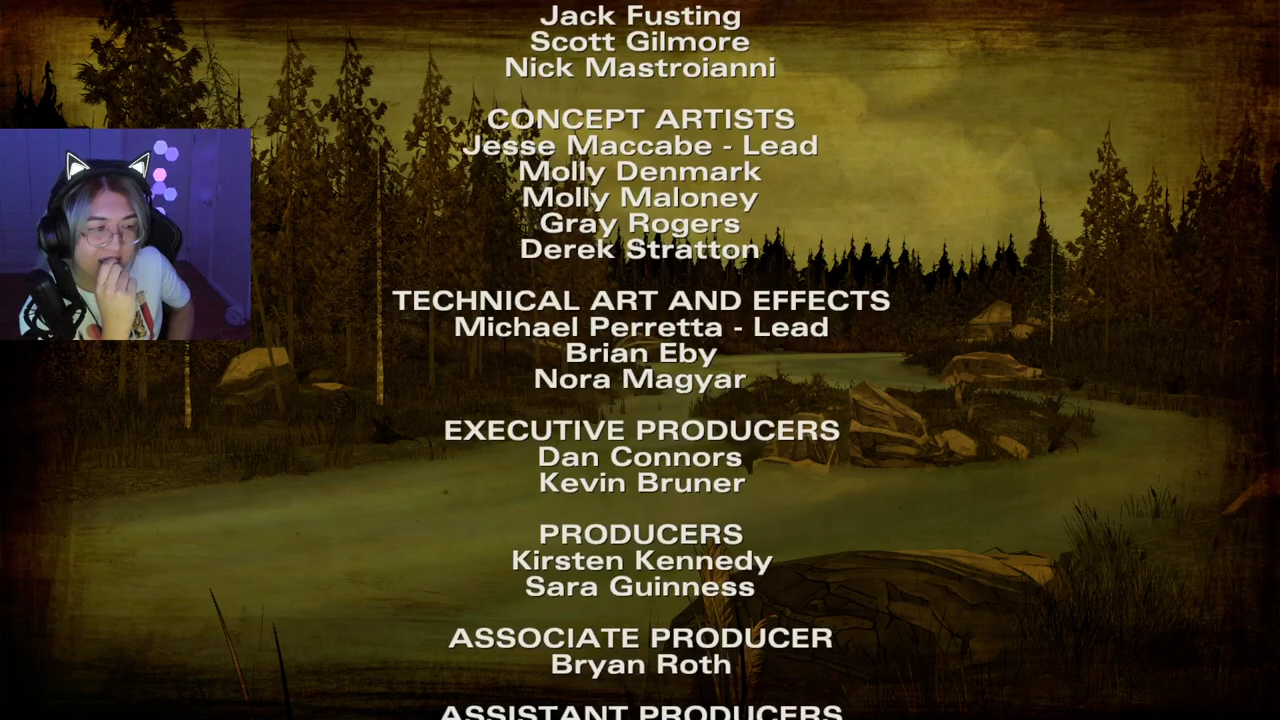 Jack Fusting
Scott Gilmore
Nick Mastroianni
CONCEPT ARTISTS
Jesse Maccabe - Lead
Molly Denmark
Molly Maloney
Gray Rogers
Derek Stratton
TECHNICAL ART AND EFFECTS
Michael Perretta - Lead
Brian Eby
Nora Magyar
EXECUTIVE PRODUCERS
Dan Connors
Kevin Bruner
PRODUCERS
Kirsten Kennedy
Sara Guinness
ASSOCIATE PRODUCER
Bryan Roth
ASSISTANT PRODUCERS